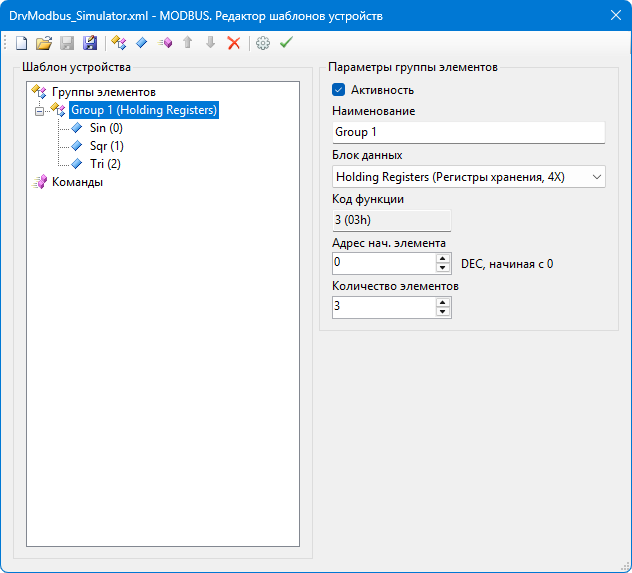 DrvModbus_Simulator.xml - MODBUS. Редактор шаблонов устройств
Шаблон устройства
Группы элементов
Group 1 (Holding Registers)
Sin (0)
Sqr (1)
Tri (2)
Команды
Параметры группы элементов
Активность
Наименование
Group 1
Блок данных
Holding Registers (Регистры хранения, 4X)
Код функции
3 (03h)
Адрес нач. элемента
0 DEC, начиная с 0
Количество элементов
3